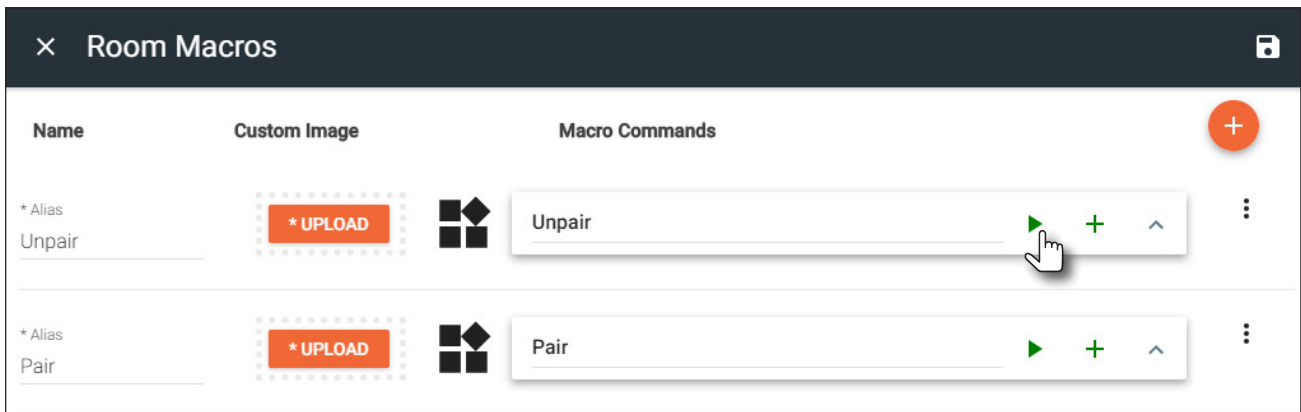 Room Macros
Name Custom Image Macro Commands
* Alias
Unpair
* UPLOAD
Unpair
* Alias
Pair
* UPLOAD
Pair